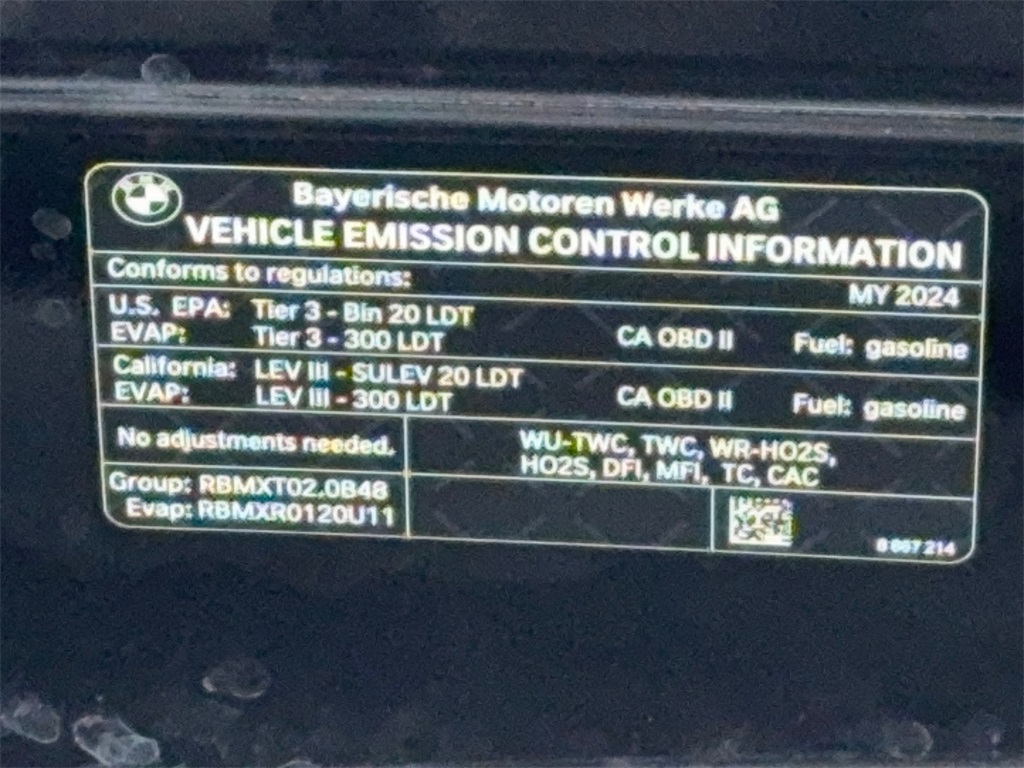 Bayerische Motoren Werke AG
VEHICLE EMISSION CONTROL INFORMATION
Conforms to regulations: MY 2024
U.S. EPA: Tier 3 - Bin 20 LDT
EVAP: Tier 3 - 300 LDT CA OBD II Fuel: gasoline
California: LEV III - SULEV 20 LDT
EVAP: LEV III - 300 LDT CA OBD II Fuel: gasoline
No adjustments needed.
WU-TWC, TWC, WR-HO2S,
HO2S, DFI, MFI, TC, CAC
Group: RBMXT02.0B48
Evap: RBMXR0120U11